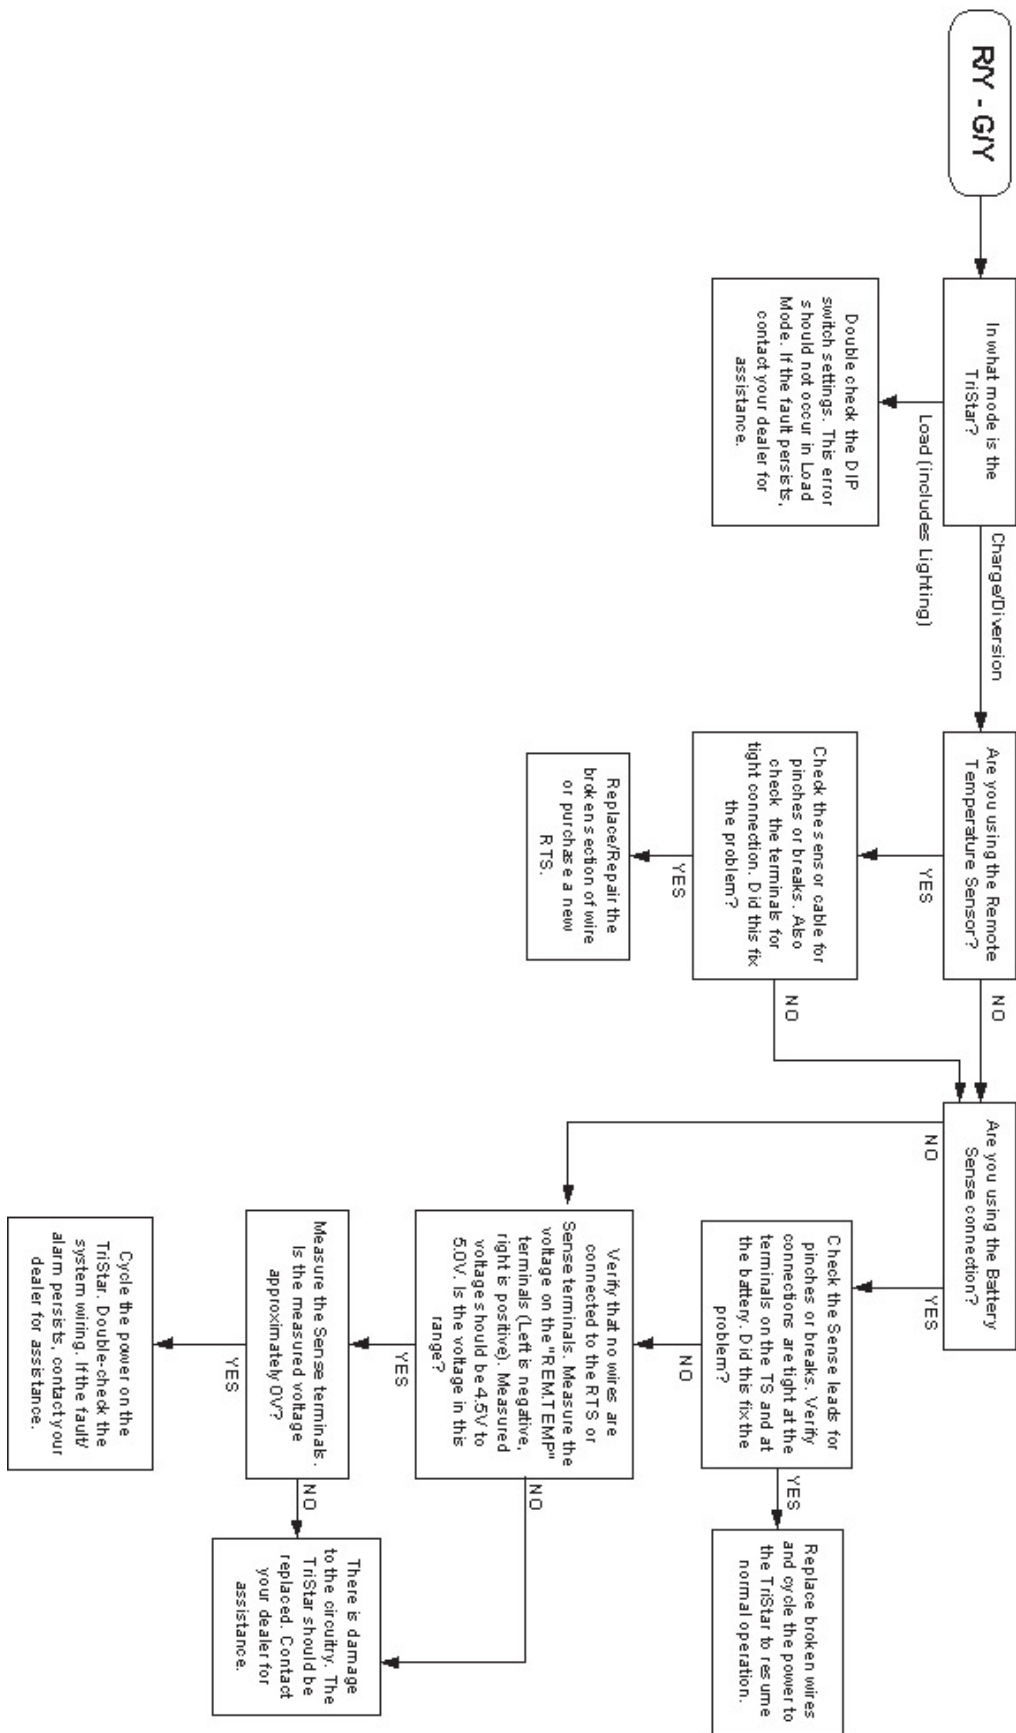 R/Y - G/Y
In what mode is the
TriStar?
Charge/Diversion
Load (includes Lighting)
Double check the DIP
switch settings. This error
should not occur in Load
Mode. If the fault persists,
contact your dealer for
assistance.
Are you using the Remote
Temperature Sensor?
NO
YES
Check the sensor cable for
pinches or breaks. Also
check the terminals for
tight connection. Did this fix
the problem?
NO
YES
Replace/Repair the
broken section of wire
or purchase a new
RTS.
Are you using the Battery
Sense connection?
YES
NO
Check the Sense leads for
pinches or breaks. Verify
connections are tight at the
terminals on the TS and at
the battery. Did this fix the
problem?
YES
NO
Replace broken wires
and cycle the power to
the TriStar to resume
normal operation.
Verify that no wires are
connected to the RTS or
Sense terminals. Measure the
voltage on the "REM.TEMP"
terminals (Left is negative,
right is positive). Measured
voltage should be 4.5V to
5.0V. Is the voltage in this
range?
NO
YES
Measure the Sense terminals.
Is the measured voltage
approximately 0V?
NO
YES
There is damage
to the circuitry. The
TriStar should be
replaced. Contact
your dealer for
assistance.
Cycle the power on the
TriStar. Double-check the
system wiring. If the fault/
alarm persists, contact your
dealer for assistance.